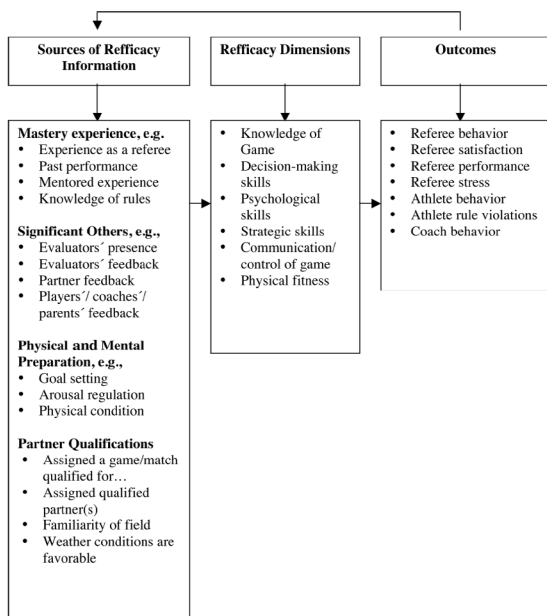 Sources of Refficacy
Information
Refficacy Dimensions
Outcomes
Mastery experience, e.g.
• Experience as a referee
• Past performance
• Mentored experience
• Knowledge of rules
Significant Others, e.g.,
• Evaluators´ presence
• Evaluators´ feedback
• Partner feedback
• Players´/ coaches´/
parents´ feedback
Physical and Mental
Preparation, e.g.,
• Goal setting
• Arousal regulation
• Physical condition
Partner Qualifications
• Assigned a game/match
qualified for…
• Assigned qualified
partner(s)
• Familiarity of field
• Weather conditions are
favorable
• Knowledge of
Game
• Decision-making
skills
• Psychological
skills
• Strategic skills
• Communication/
control of game
• Physical fitness
• Referee behavior
• Referee satisfaction
• Referee performance
• Referee stress
• Athlete behavior
• Athlete rule violations
• Coach behavior